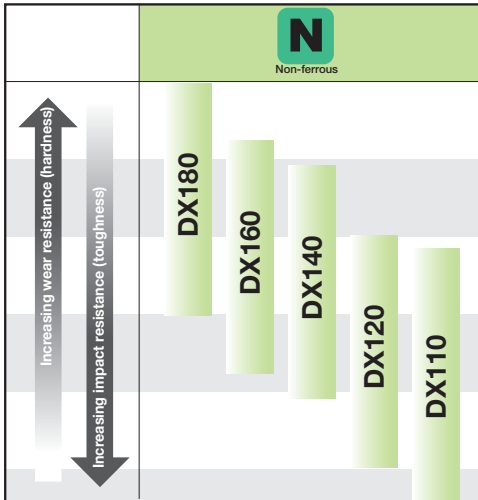 N
Non-ferrous
Increasing wear resistance (hardness)
Increasing impact resistance (toughness)
DX180
DX160
DX140
DX120
DX110